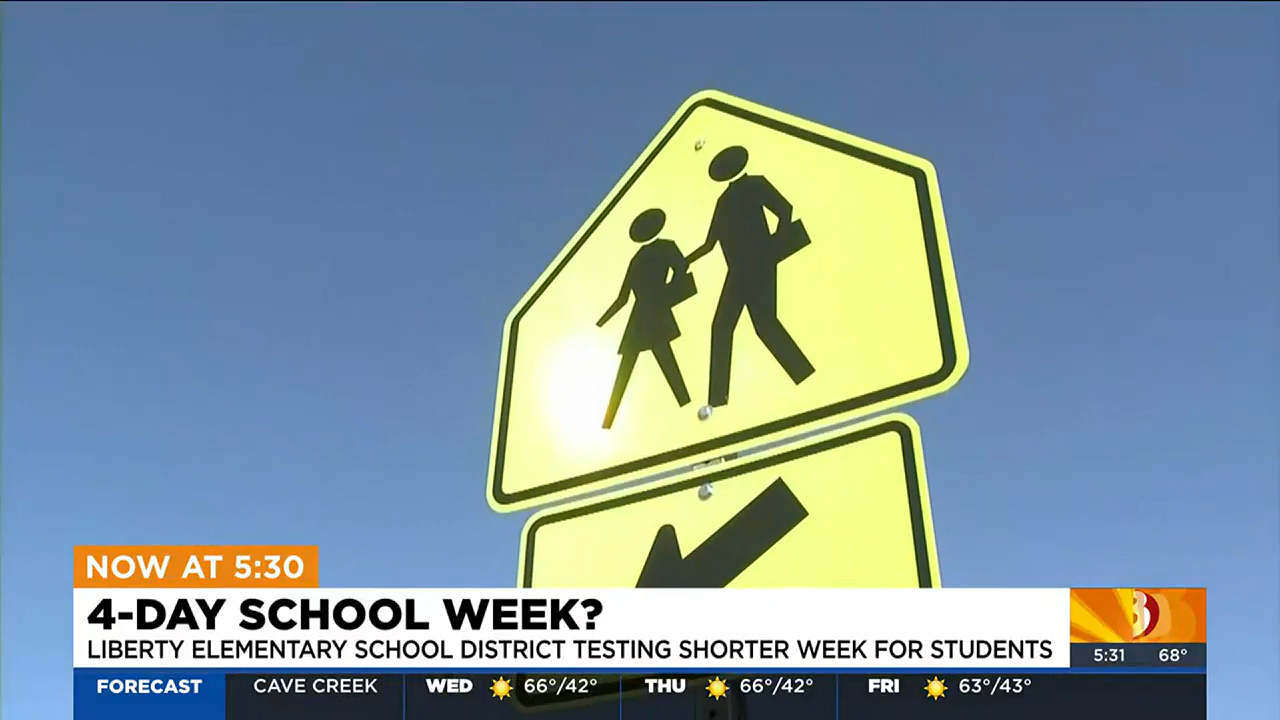 NOW AT 5:30
4-DAY SCHOOL WEEK?
LIBERTY ELEMENTARY SCHOOL DISTRICT TESTING SHORTER WEEK FOR STUDENTS
3
5:31 68°
FORECAST CAVE CREEK WED 66°/42° THU 66°/42° FRI 63°/43°